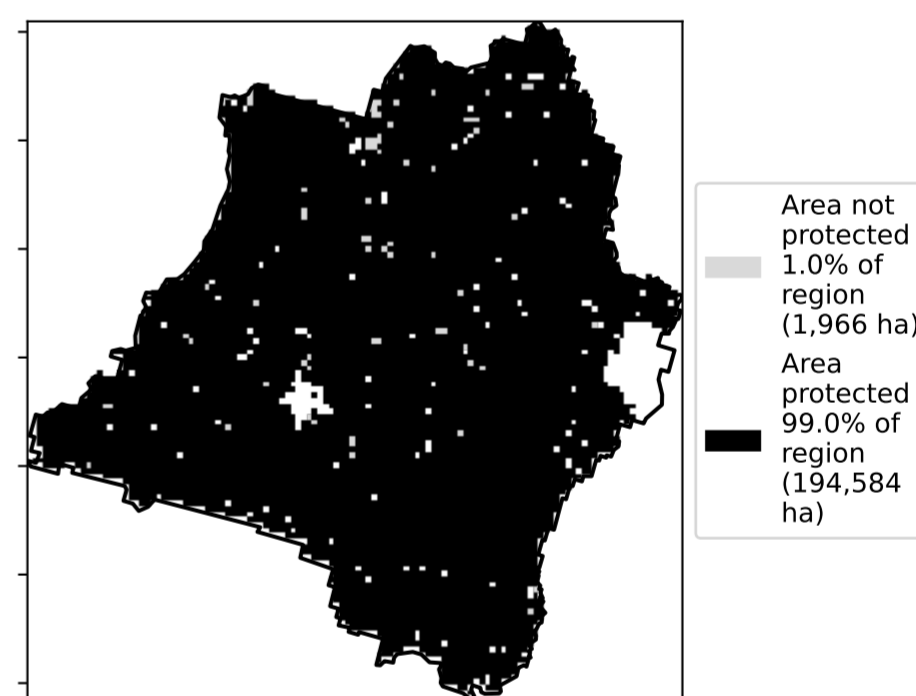 Area not
protected
1.0% of
region
(1,966 ha)
Area
protected
99.0% of
region
(194,584
ha)